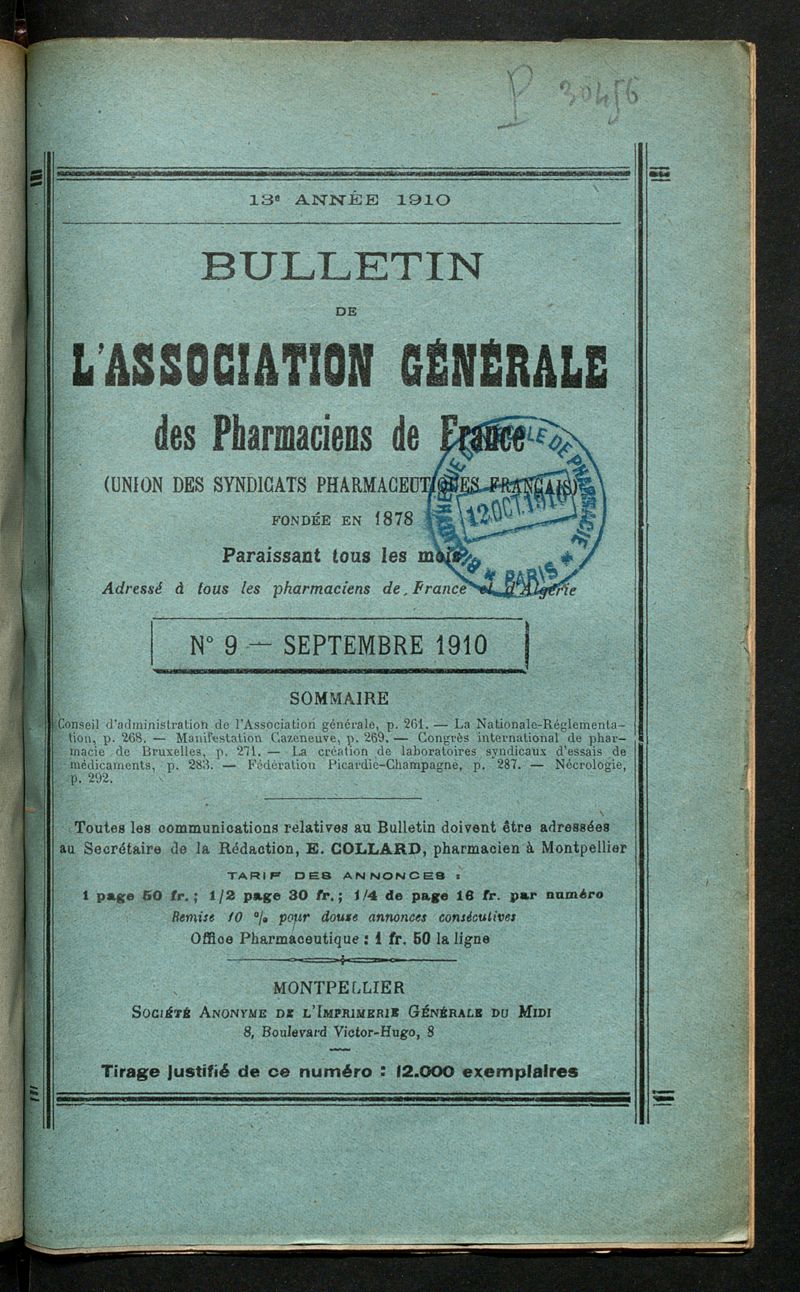 P 30456
13e ANNÉE 1910
BULLETIN
DE
L'ASSOCIATION GÉNÉRALE
des Pharmaciens de France
(UNION DES SYNDICATS PHARMACEUTIQUES FRANÇAIS)
FONDÉE EN 1878
Paraissant tous les mois
Adressé à tous les pharmaciens de France et d'Algérie
BIBLIOTHÈQUE DE L'ÉCOLE DE PHARMACIE
12 OCT. 1910
* PARIS *
N° 9 — SEPTEMBRE 1910
SOMMAIRE
Conseil d'administration de l'Association générale, p. 261. — La Nationale-Réglementa-
tion, p. 268. — Manifestation Cazeneuve, p. 269. — Congrès international de phar-
macie de Bruxelles, p. 271. — La création de laboratoires syndicaux d'essais de
médicaments, p. 283. — Fédération Picardie-Champagne, p. 287. — Nécrologie,
p. 292.
Toutes les communications relatives au Bulletin doivent être adressées
au Secrétaire de la Rédaction, E. COLLARD, pharmacien à Montpellier
TARIF DES ANNONCES :
1 page 50 fr. ; 1/2 page 30 fr. ; 1/4 de page 16 fr. par numéro
Remise 10 % pour douze annonces consécutives
Office Pharmaceutique : 1 fr. 50 la ligne
MONTPELLIER
SOCIÉTÉ ANONYME DE L'IMPRIMERIE GÉNÉRALE DU MIDI
8, Boulevard Victor-Hugo, 8
Tirage justifié de ce numéro : 12.000 exemplaires